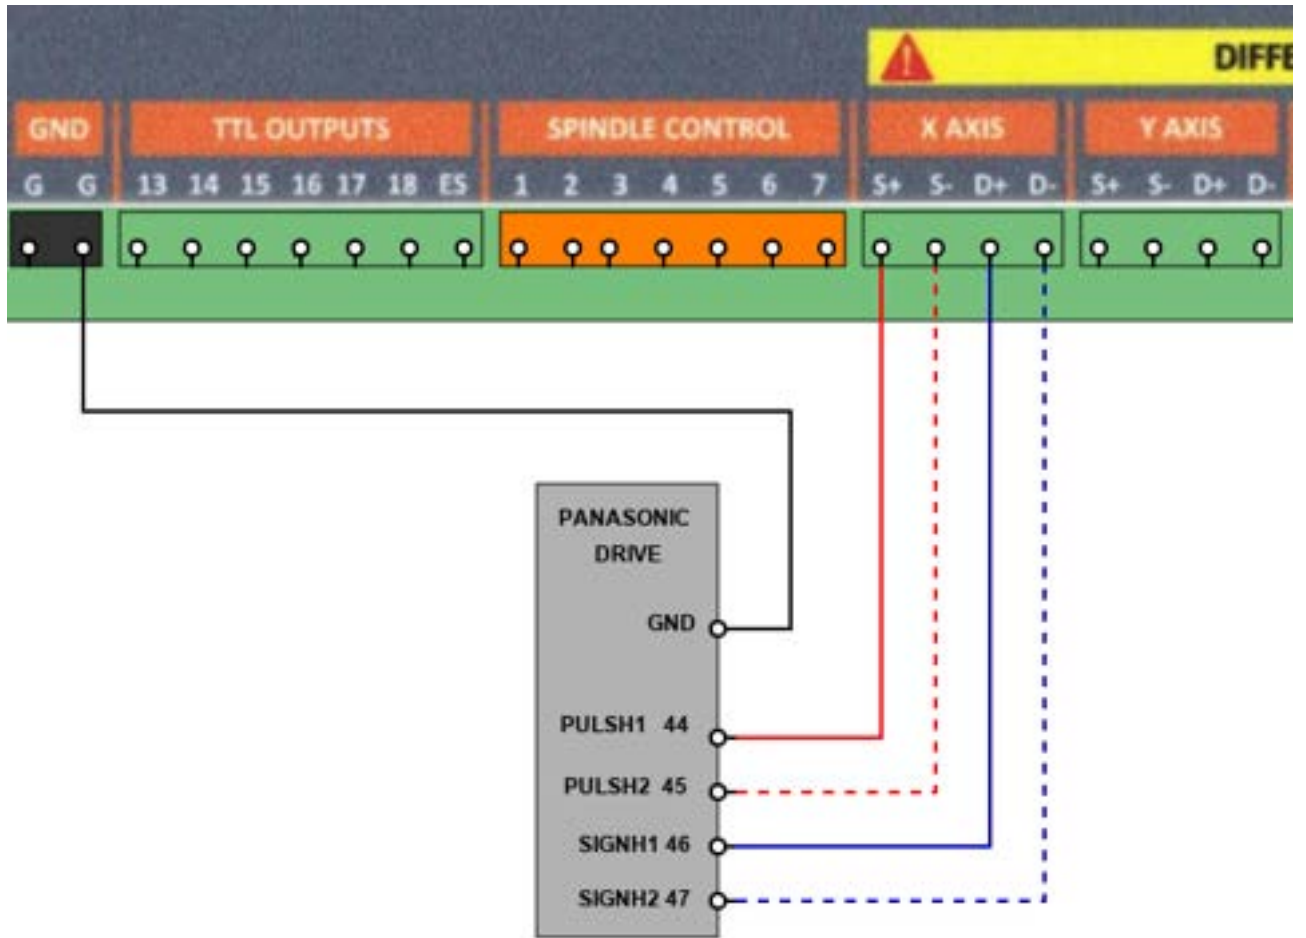 DIFFE
GND TTL OUTPUTS SPINDLE CONTROL X AXIS Y AXIS
G G 13 14 15 16 17 18 ES 1 2 3 4 5 6 7 S+ S- D+ D- S+ S- D+ D-
PANASONIC
DRIVE
GND
PULSH1 44
PULSH2 45
SIGNH1 46
SIGNH2 47